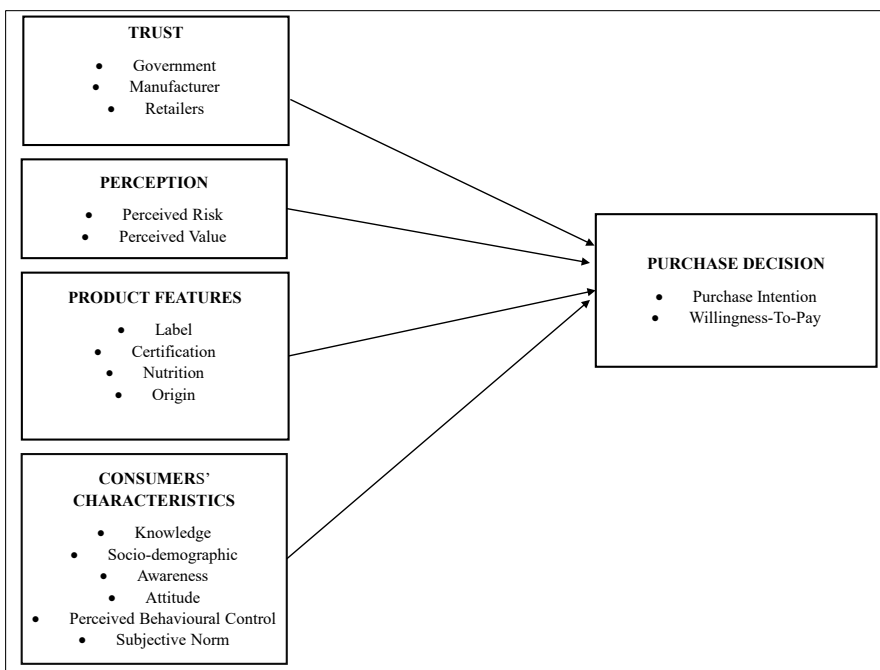 TRUST
● Government
● Manufacturer
● Retailers
PERCEPTION
● Perceived Risk
● Perceived Value
PRODUCT FEATURES
● Label
● Certification
● Nutrition
● Origin
CONSUMERS’
CHARACTERISTICS
● Knowledge
● Socio-demographic
● Awareness
● Attitude
● Perceived Behavioural Control
● Subjective Norm
PURCHASE DECISION
● Purchase Intention
● Willingness-To-Pay